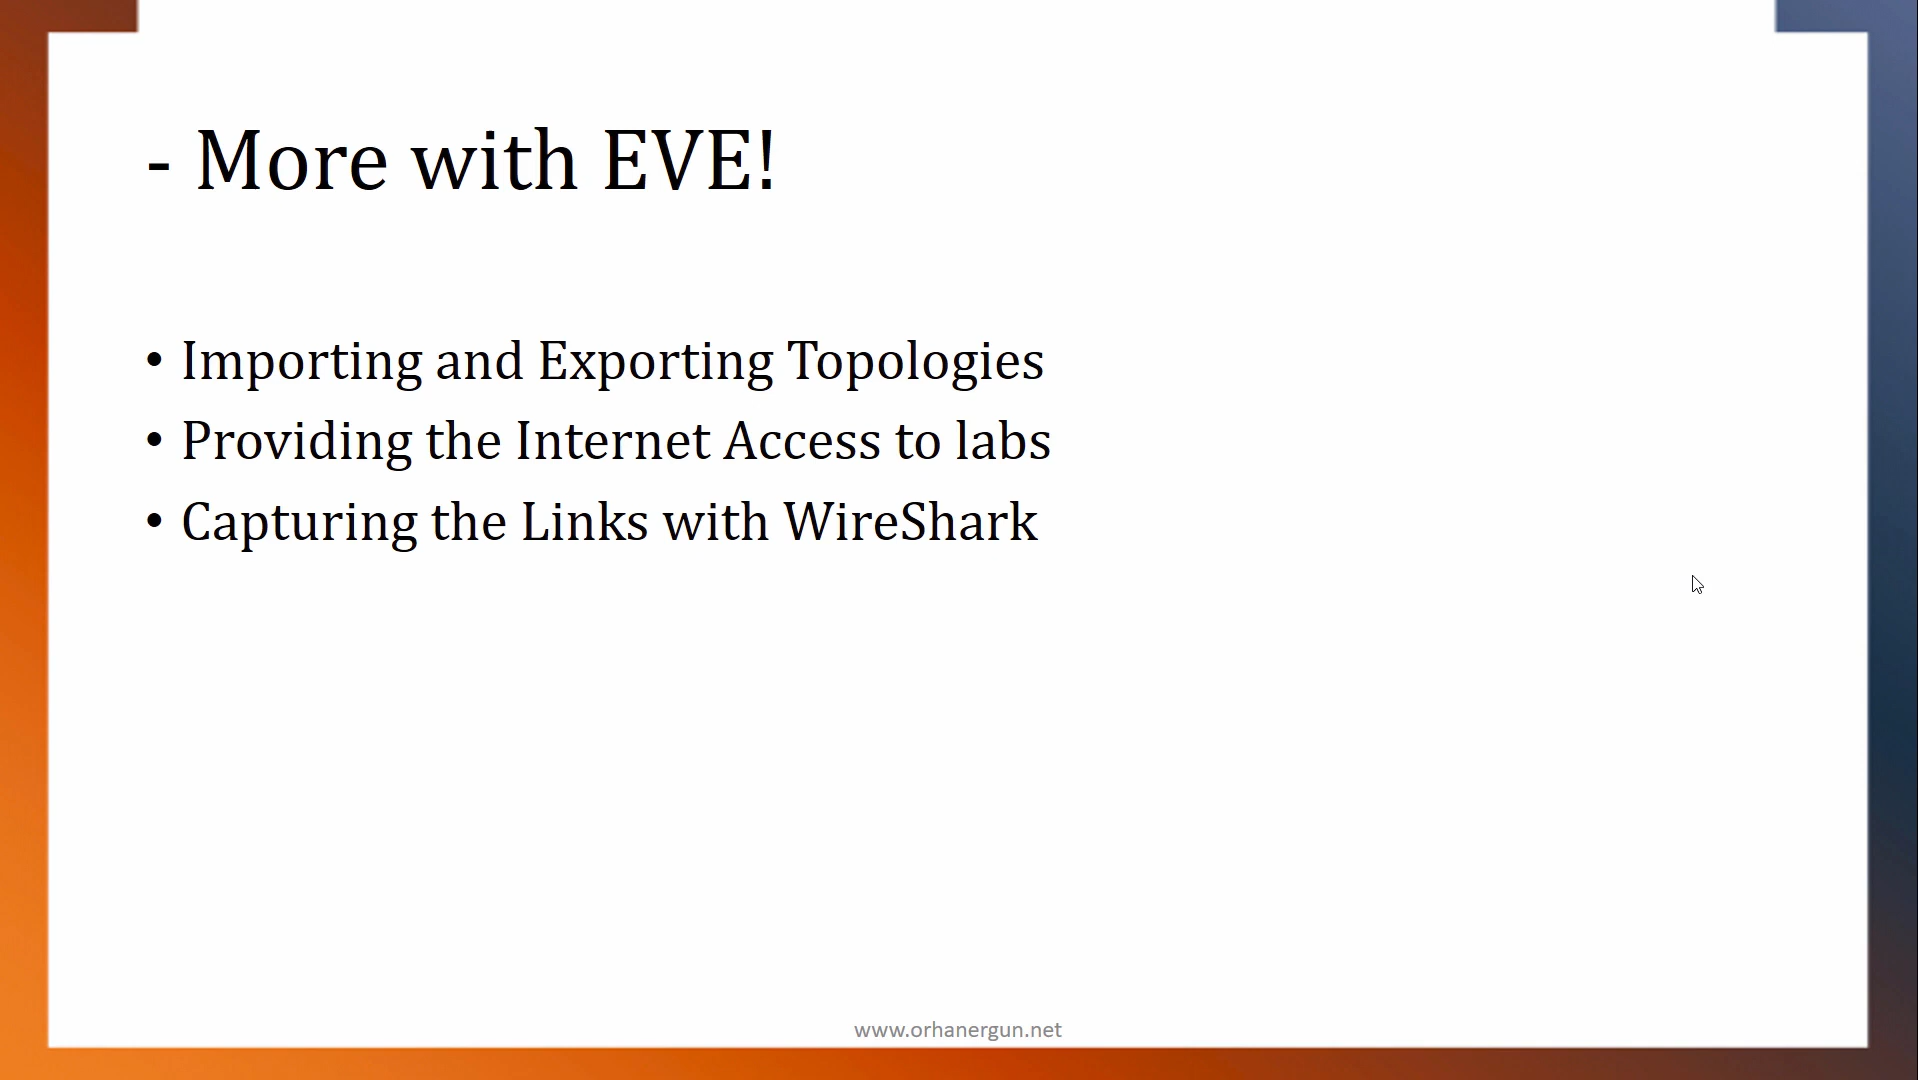 - More with EVE!
• Importing and Exporting Topologies
• Providing the Internet Access to labs
• Capturing the Links with WireShark
www.orhanergun.net